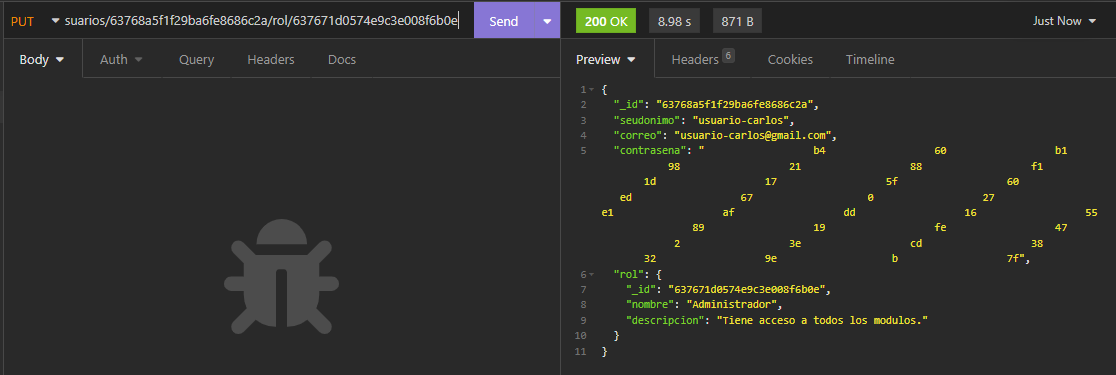 PUT suarios/63768a5f1f29ba6fe8686c2a/rol/637671d0574e9c3e008f6b0e Send
200 OK 8.98 s 871 B Just Now
Body Auth Query Headers Docs
Preview Headers 6 Cookies Timeline
1 {
2 "_id": "63768a5f1f29ba6fe8686c2a",
3 "seudonimo": "usuario-carlos",
4 "correo": "usuario-carlos@gmail.com",
5 "contrasena": " b4 60 b1
98 21 88 f1
1d 17 5f 60
ed 67 0 27
e1 af dd 16 55
89 19 fe 47
2 3e cd 38
32 9e b 7f",
6 "rol": {
7 "_id": "637671d0574e9c3e008f6b0e",
8 "nombre": "Administrador",
9 "descripcion": "Tiene acceso a todos los modulos."
10 }
11 }